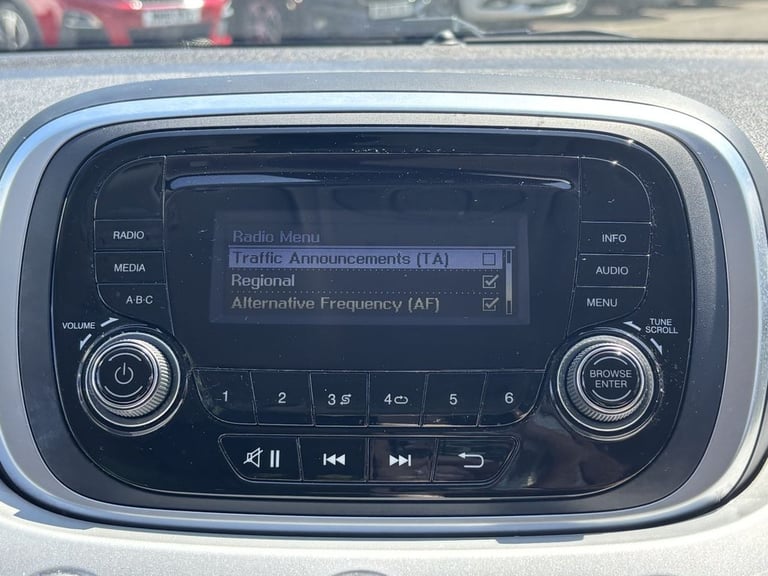 RADIO
MEDIA
A·B·C
VOLUME
Radio Menu
Traffic Announcements (TA)
Regional
Alternative Frequency (AF)
INFO
AUDIO
MENU
TUNE
SCROLL
BROWSE
ENTER
1 2 3 4 5 6